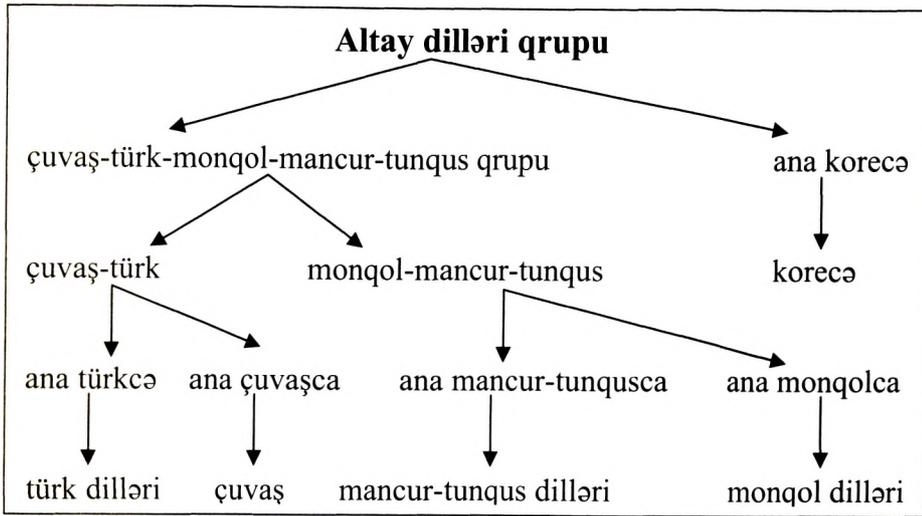 Altay dilləri qrupu
çuvaş-türk-monqol-mancur-tunqus qrupu
ana korecə
çuvaş-türk
monqol-mancur-tunqus
korecə
ana türkcə
ana çuvaşca
ana mancur-tunqusca
ana monqolca
türk dilləri
çuvaş
mancur-tunqus dilləri
monqol dilləri